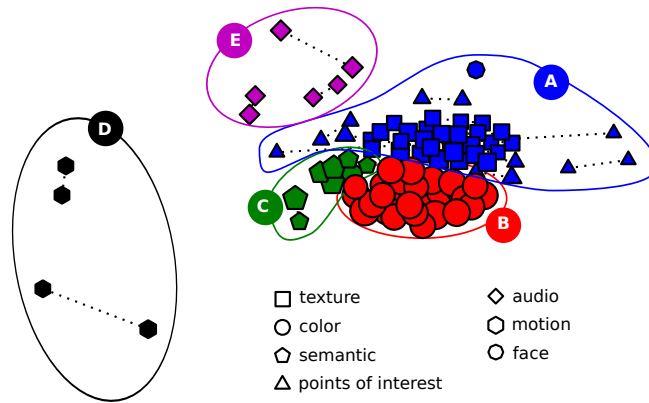 E
A
D
C
B
texture
color
semantic
points of interest
audio
motion
face